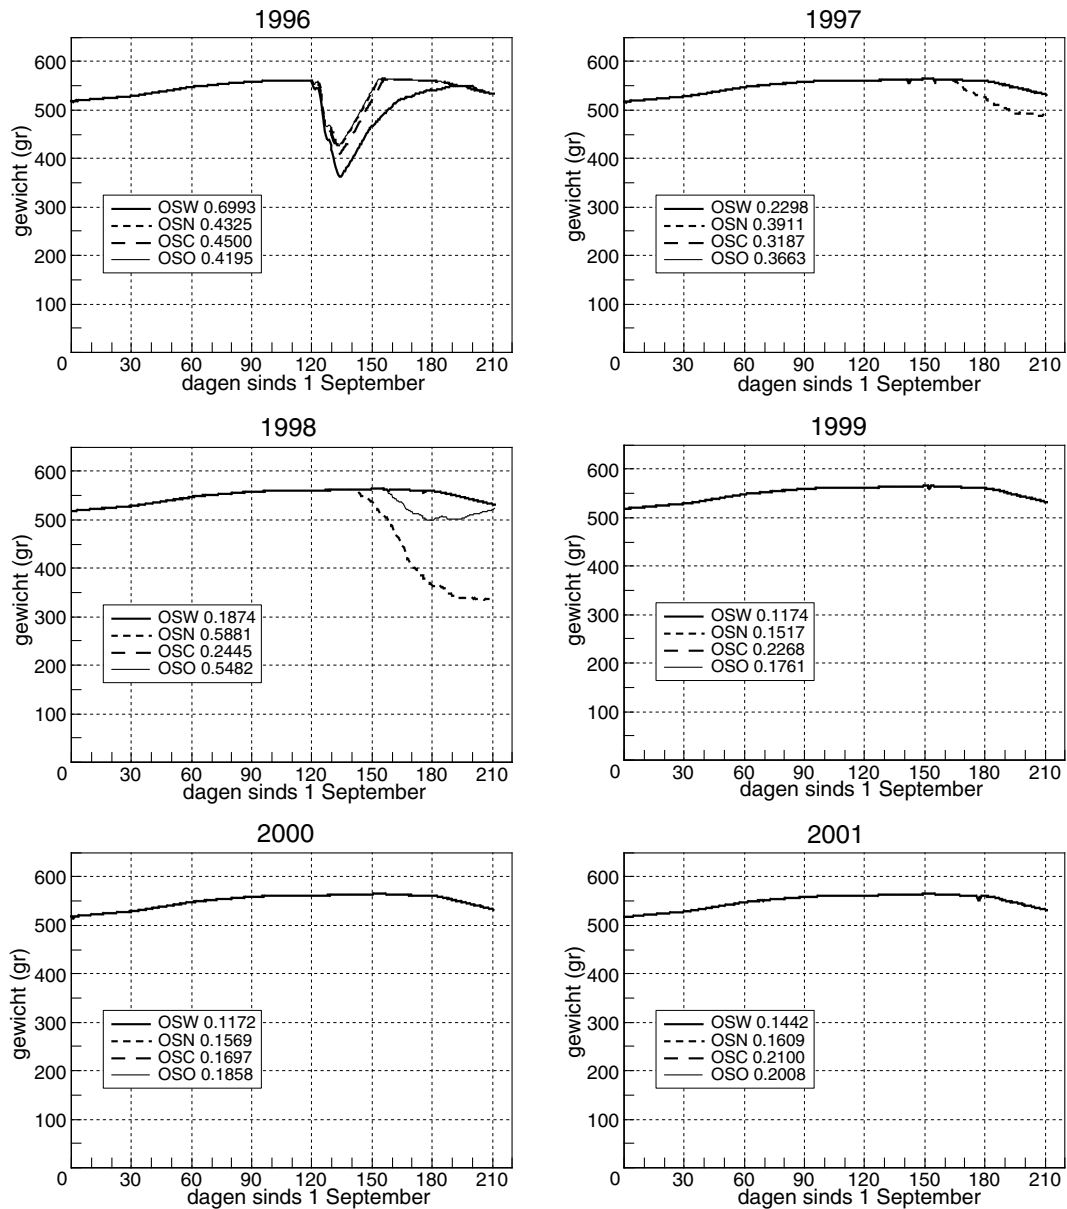 1996
600
500
400
300
200
100
0
gewicht (gr)
OSW 0.6993
OSN 0.4325
OSC 0.4500
OSO 0.4195
30 60 90 120 150 180 210
dagen sinds 1 September
1997
600
500
400
300
200
100
0
gewicht (gr)
OSW 0.2298
OSN 0.3911
OSC 0.3187
OSO 0.3663
30 60 90 120 150 180 210
dagen sinds 1 September
1998
600
500
400
300
200
100
0
gewicht (gr)
OSW 0.1874
OSN 0.5881
OSC 0.2445
OSO 0.5482
30 60 90 120 150 180 210
dagen sinds 1 September
1999
600
500
400
300
200
100
0
gewicht (gr)
OSW 0.1174
OSN 0.1517
OSC 0.2268
OSO 0.1761
30 60 90 120 150 180 210
dagen sinds 1 September
2000
600
500
400
300
200
100
0
gewicht (gr)
OSW 0.1172
OSN 0.1569
OSC 0.1697
OSO 0.1858
30 60 90 120 150 180 210
dagen sinds 1 September
2001
600
500
400
300
200
100
0
gewicht (gr)
OSW 0.1442
OSN 0.1609
OSC 0.2100
OSO 0.2008
30 60 90 120 150 180 210
dagen sinds 1 September